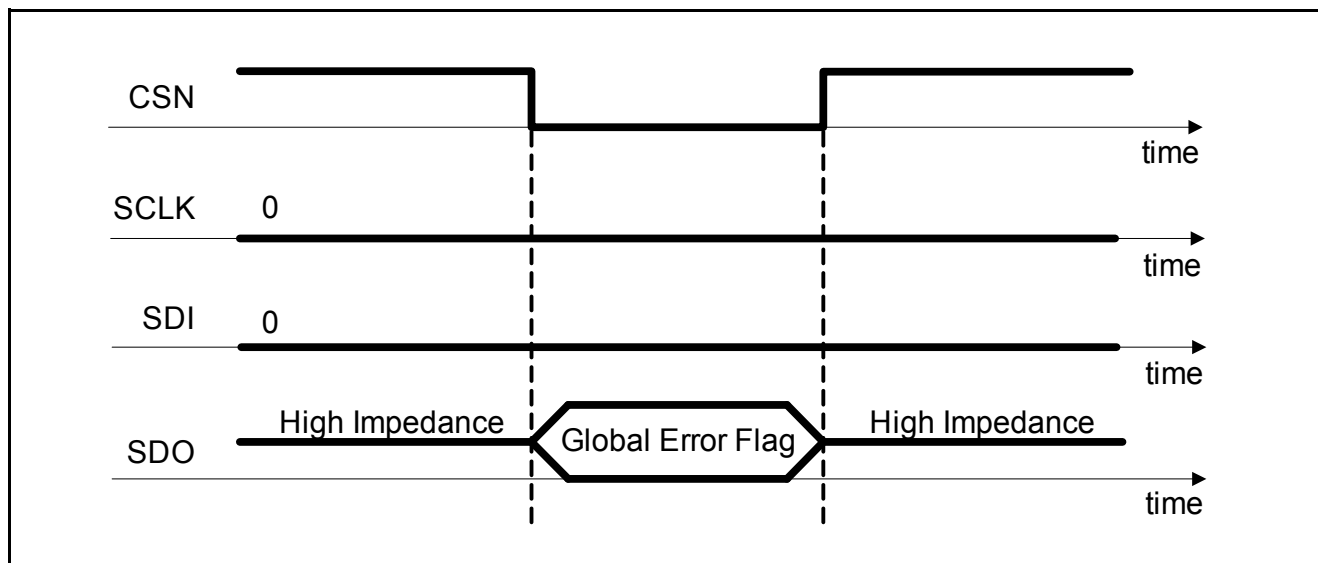 CSN
time
SCLK
0
time
SDI
0
time
High Impedance
Global Error Flag
High Impedance
SDO
time